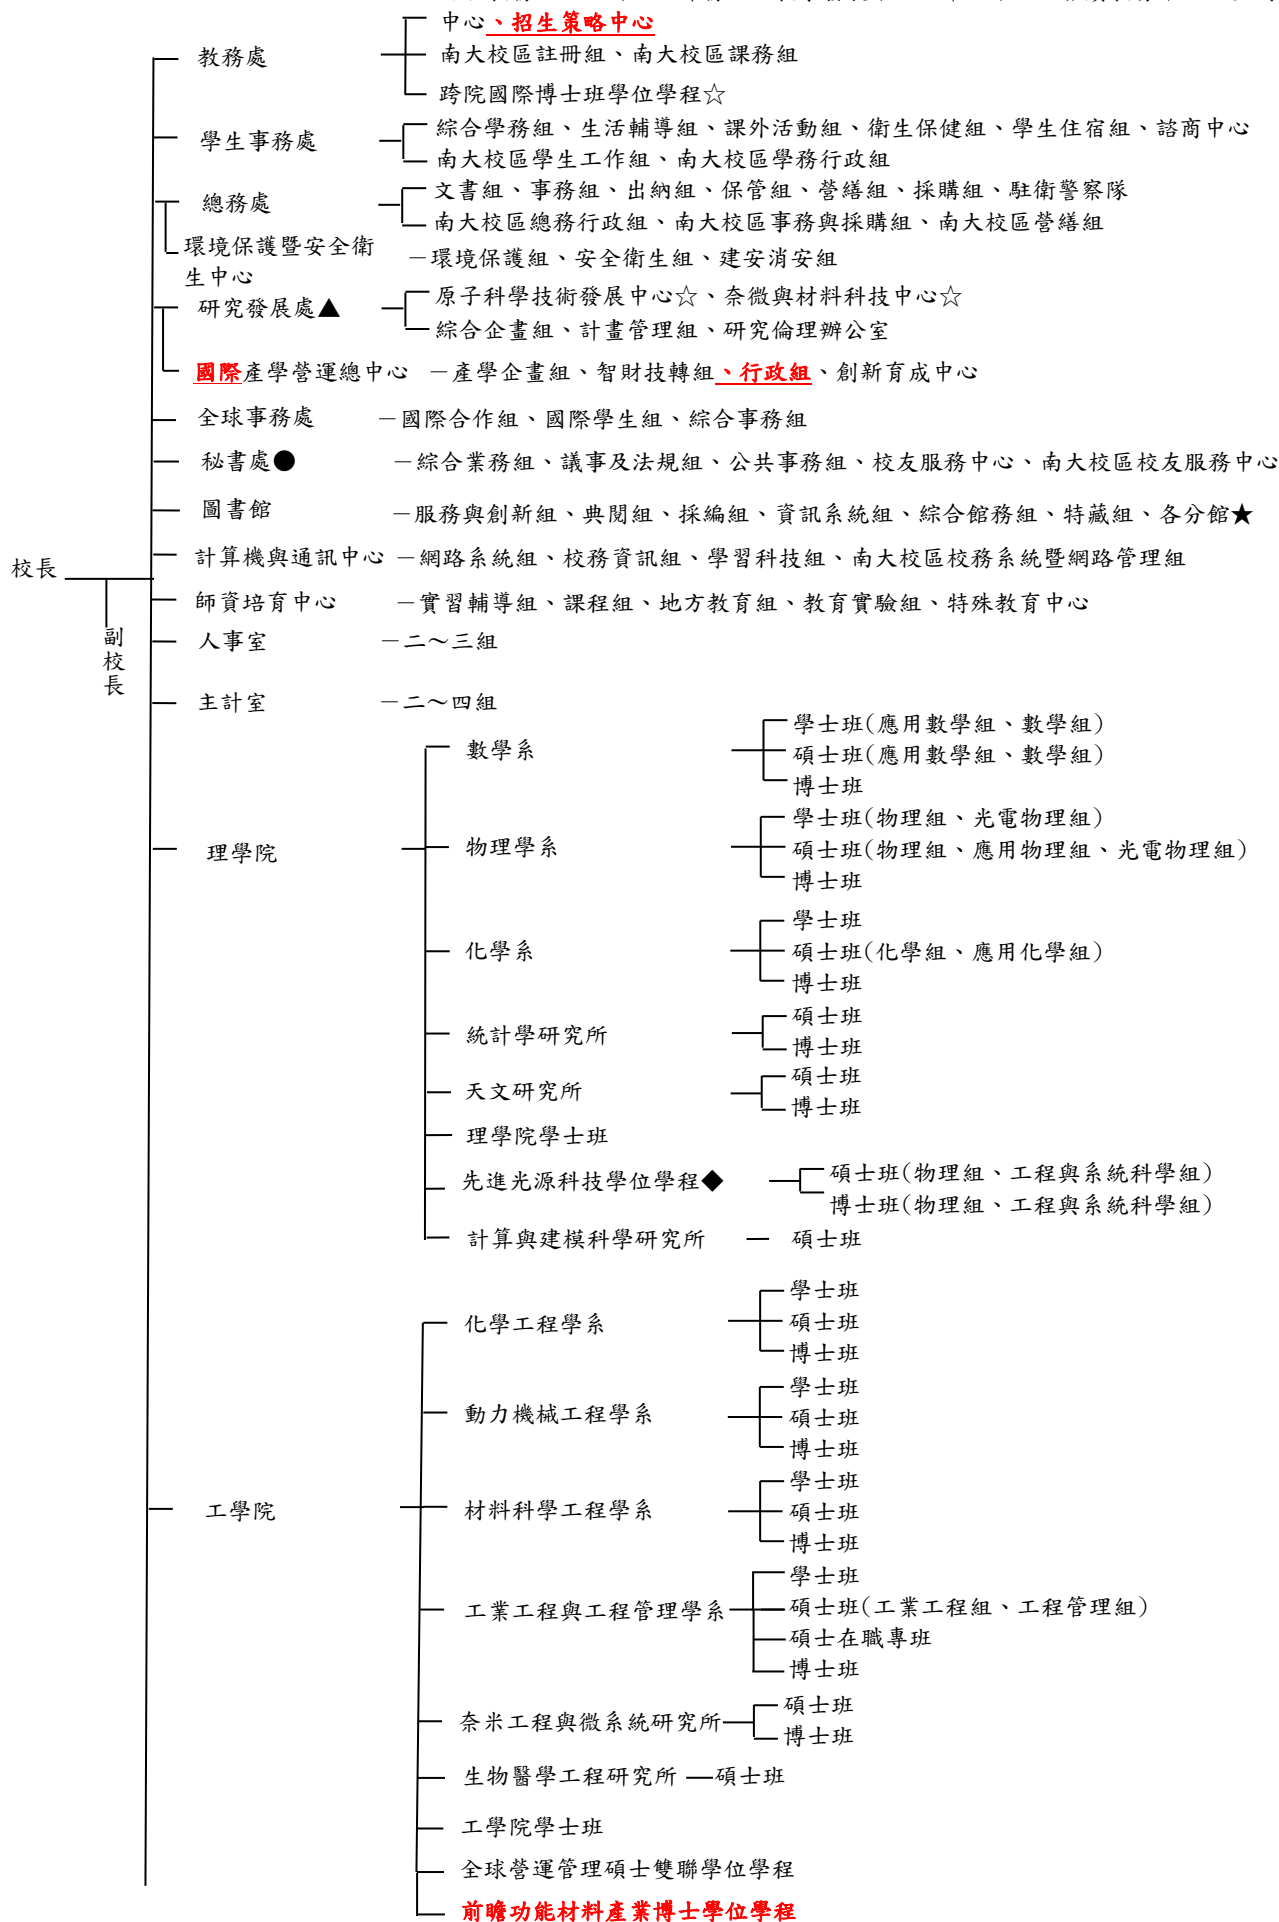 中心、招生策略中心
教務處
南大校區註冊組、南大校區課務組
跨院國際博士班學位學程☆
學生事務處
綜合學務組、生活輔導組、課外活動組、衛生保健組、學生住宿組、諮商中心
南大校區學生工作組、南大校區學務行政組
總務處
文書組、事務組、出納組、保管組、營繕組、採購組、駐衛警察隊
南大校區總務行政組、南大校區事務與採購組、南大校區營繕組
環境保護暨安全衛
生中心
－環境保護組、安全衛生組、建安消安組
研究發展處▲
原子科學技術發展中心☆、奈微與材料科技中心☆
綜合企畫組、計畫管理組、研究倫理辦公室
國際產學營運總中心 －產學企畫組、智財技轉組、行政組、創新育成中心
全球事務處 －國際合作組、國際學生組、綜合事務組
秘書處● －綜合業務組、議事及法規組、公共事務組、校友服務中心、南大校區校友服務中心
圖書館 －服務與創新組、典閱組、採編組、資訊系統組、綜合館務組、特藏組、各分館★
計算機與通訊中心 －網路系統組、校務資訊組、學習科技組、南大校區校務系統暨網路管理組
校長
副校長
師資培育中心 －實習輔導組、課程組、地方教育組、教育實驗組、特殊教育中心
人事室 －二～三組
主計室 －二～四組
理學院
數學系
學士班(應用數學組、數學組)
碩士班(應用數學組、數學組)
博士班
物理學系
學士班(物理組、光電物理組)
碩士班(物理組、應用物理組、光電物理組)
博士班
化學系
學士班
碩士班(化學組、應用化學組)
博士班
統計學研究所
碩士班
博士班
天文研究所
碩士班
博士班
理學院學士班
先進光源科技學位學程◆
碩士班(物理組、工程與系統科學組)
博士班(物理組、工程與系統科學組)
計算與建模科學研究所 — 碩士班
工學院
化學工程學系
學士班
碩士班
博士班
動力機械工程學系
學士班
碩士班
博士班
材料科學工程學系
學士班
碩士班
博士班
工業工程與工程管理學系
學士班
碩士班(工業工程組、工程管理組)
碩士在職專班
博士班
奈米工程與微系統研究所
碩士班
博士班
生物醫學工程研究所 —碩士班
工學院學士班
全球營運管理碩士雙聯學位學程
前瞻功能材料產業博士學位學程